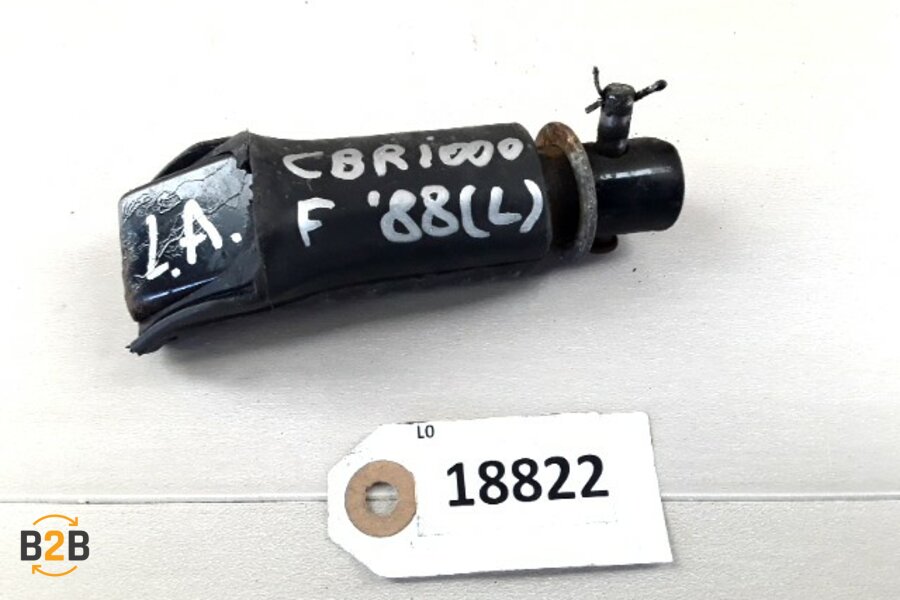 CBR1000
F '88(L)
L.A.
LO
18822
B2B